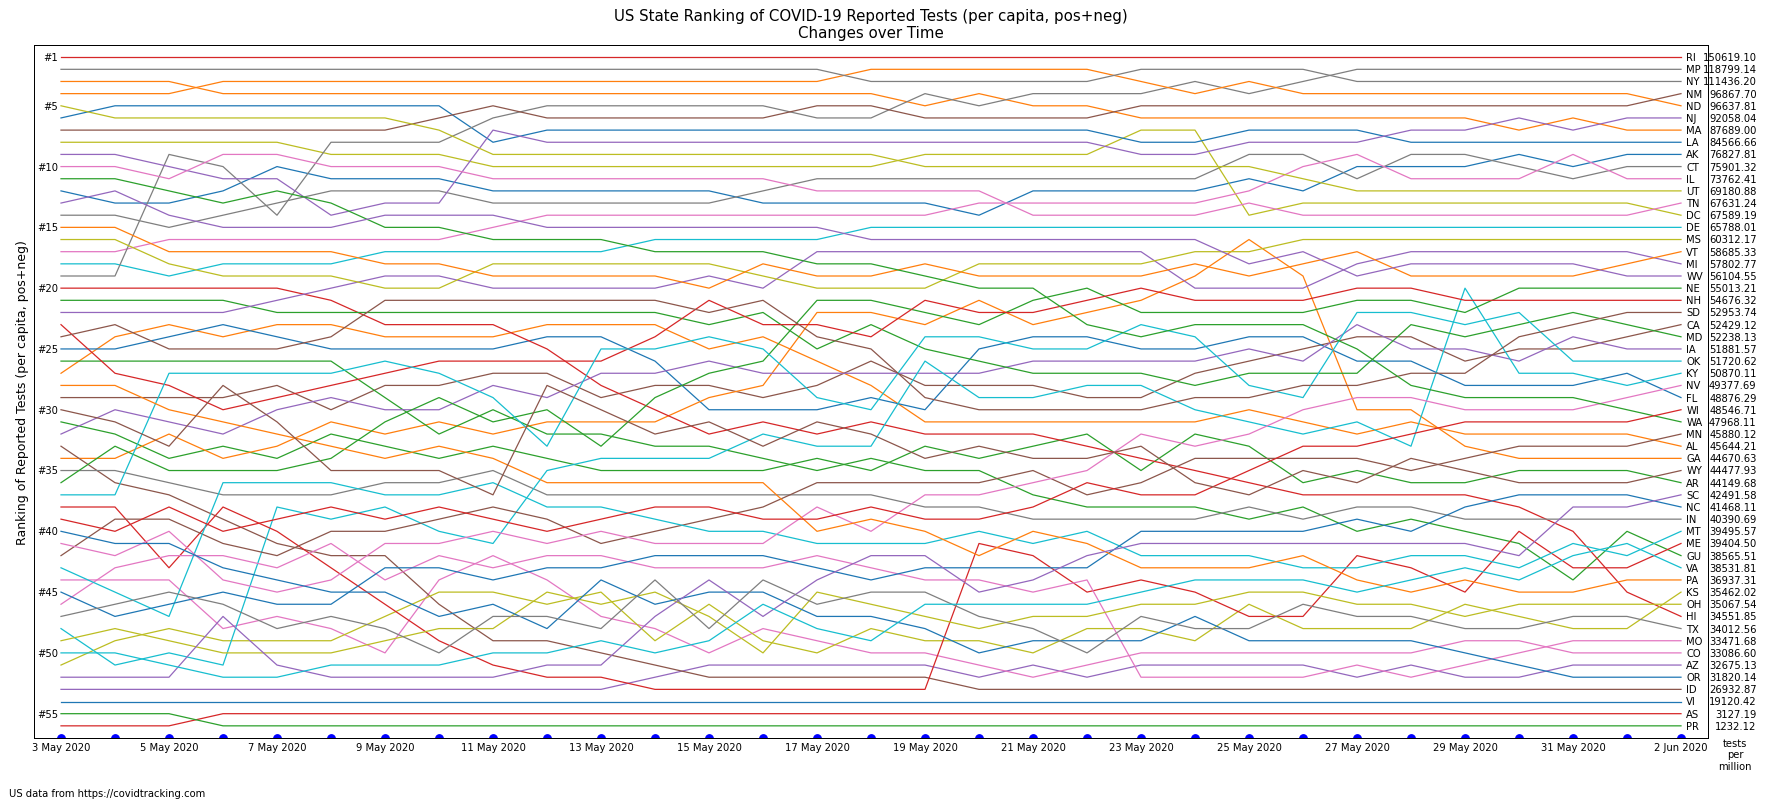 US State Ranking of COVID-19 Reported Tests (per capita, pos+neg)
Changes over Time
Ranking of Reported Tests (per capita, pos+neg)
#1
#5
#10
#15
#20
#25
#30
#35
#40
#45
#50
#55
RI 150619.10
MP 118799.14
NY 111436.20
NM 96867.70
ND 96637.81
NJ 92058.04
MA 87689.00
LA 84566.66
AK 76827.81
CT 75901.32
IL 73762.41
UT 69180.88
TN 67631.24
DC 67589.19
DE 65788.01
MS 60312.17
VT 58685.33
MI 57802.77
WV 56104.55
NE 55013.21
NH 54676.32
SD 52953.74
CA 52429.12
MD 52238.13
IA 51881.57
OK 51720.62
KY 50870.11
NV 49377.69
FL 48876.29
WI 48546.71
WA 47968.11
MN 45880.12
AL 45644.21
GA 44670.63
WY 44477.93
AR 44149.68
SC 42491.58
NC 41468.11
IN 40390.69
MT 39495.57
ME 39404.50
GU 38565.51
VA 38531.81
PA 36937.31
KS 35462.02
OH 35067.54
HI 34551.85
TX 34012.56
MO 33471.68
CO 33086.60
AZ 32675.13
OR 31820.14
ID 26932.87
VI 19120.42
AS 3127.19
PR 1232.12
3 May 2020
5 May 2020
7 May 2020
9 May 2020
11 May 2020
13 May 2020
15 May 2020
17 May 2020
19 May 2020
21 May 2020
23 May 2020
25 May 2020
27 May 2020
29 May 2020
31 May 2020
2 Jun 2020
tests
per
million
US data from https://covidtracking.com